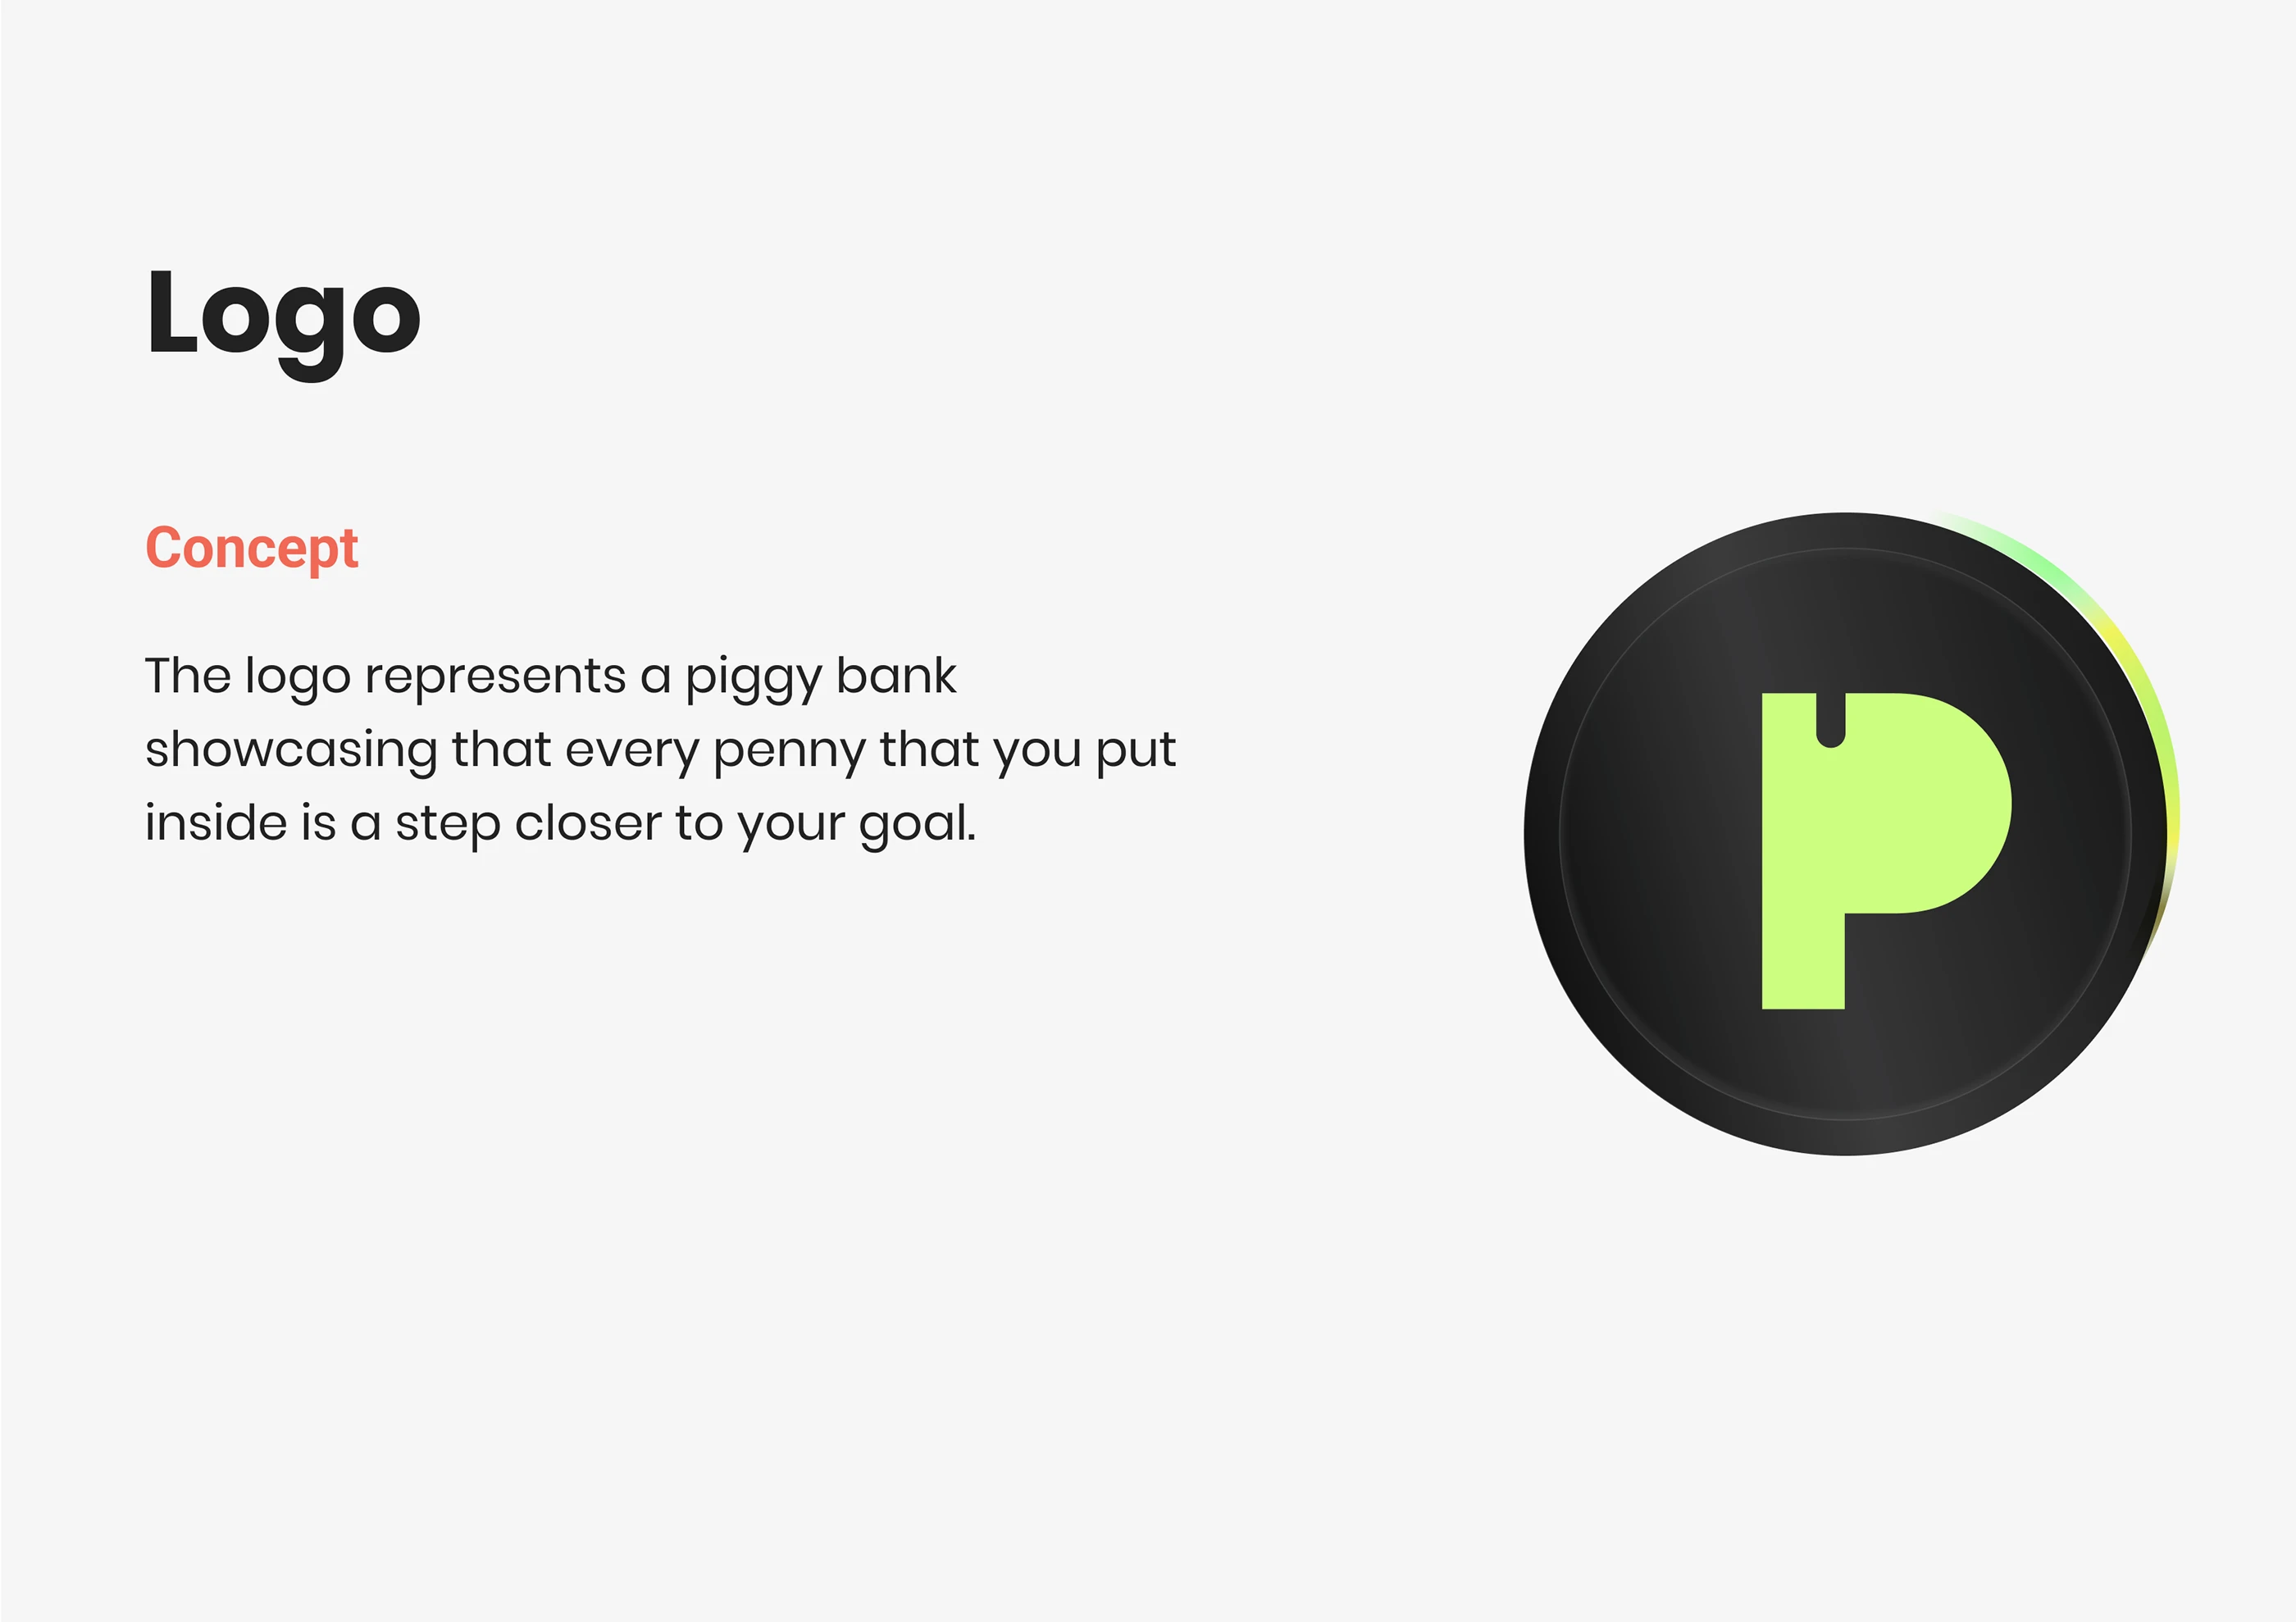 Logo
Concept
The logo represents a piggy bank
showcasing that every penny that you put
inside is a step closer to your goal.
P